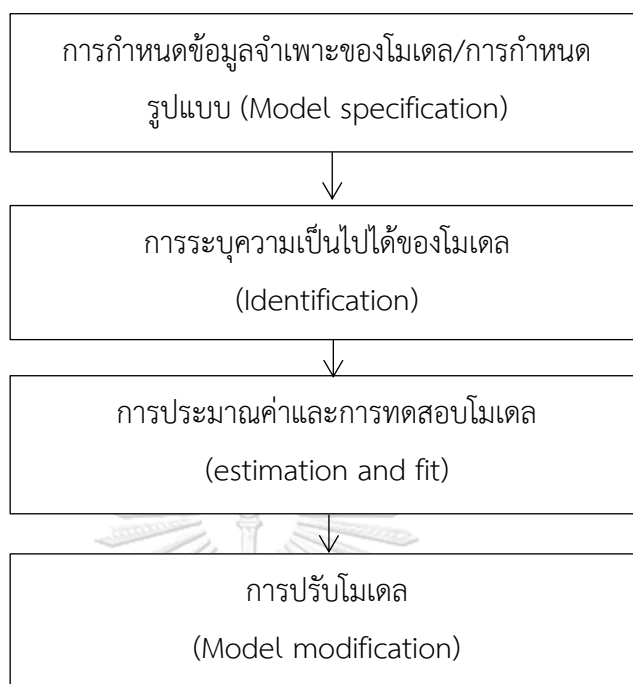 การกำหนดข้อมูลจำเพาะของโมเดล/การกำหนด
รูปแบบ (Model specification)
การระบุความเป็นไปได้ของโมเดล
(Identification)
การประมาณค่าและการทดสอบโมเดล
(estimation and fit)
การปรับโมเดล
(Model modification)